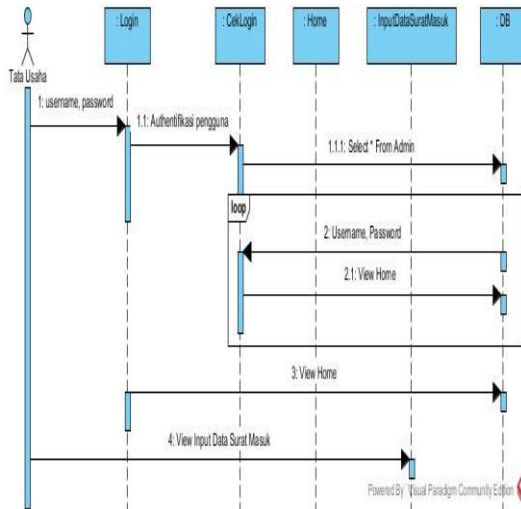 : Login
: CekLogin
: Home
: InputDataSuratMasuk
: DB
Tata Usaha
1: username, password
1.1: Authentifikasi pengguna
1.1.1: Select * From Admin
loop
2: Username, Password
2.1: View Home
3: View Home
4: View Input Data Surat Masuk
Powered By Visual Paradigm Community Edition